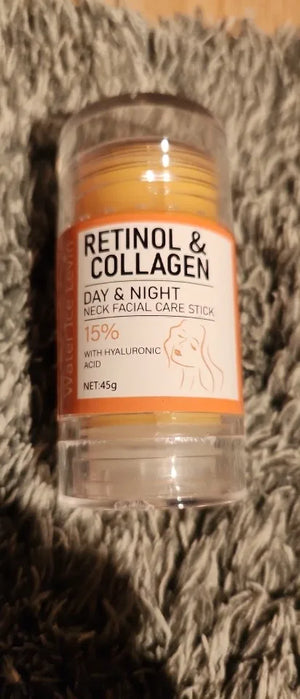 RETINOL &
COLLAGEN
DAY & NIGHT
NECK FACIAL CARE STICK
15%
WITH HYALURONIC
ACID
NET:45g